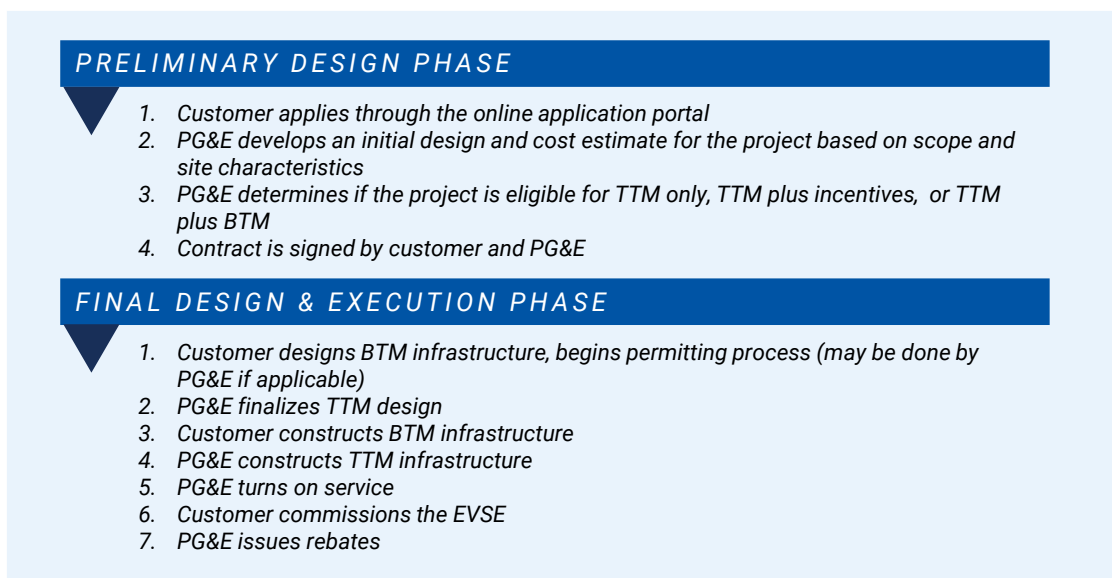 PRELIMINARY DESIGN PHASE
1. Customer applies through the online application portal
2. PG&E develops an initial design and cost estimate for the project based on scope and
site characteristics
3. PG&E determines if the project is eligible for TTM only, TTM plus incentives, or TTM
plus BTM
4. Contract is signed by customer and PG&E
FINAL DESIGN & EXECUTION PHASE
1. Customer designs BTM infrastructure, begins permitting process (may be done by
PG&E if applicable)
2. PG&E finalizes TTM design
3. Customer constructs BTM infrastructure
4. PG&E constructs TTM infrastructure
5. PG&E turns on service
6. Customer commissions the EVSE
7. PG&E issues rebates